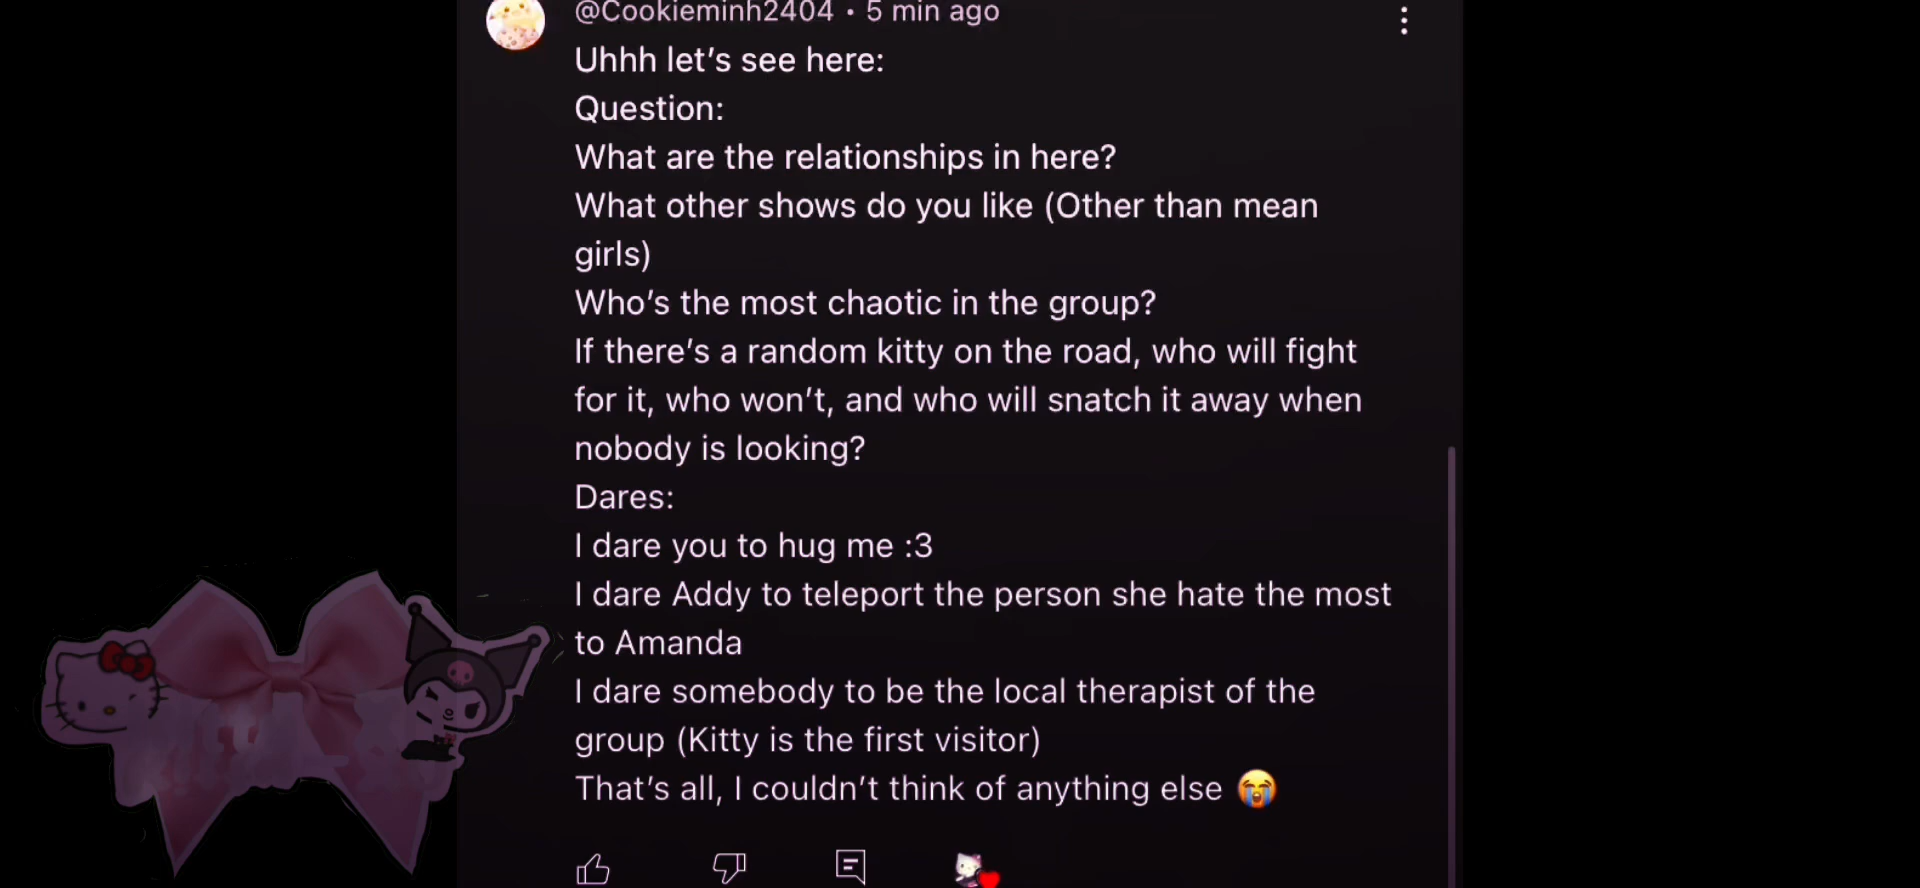 @Cookieminh2404 • 5 min ago
Uhhh let's see here:
Question:
What are the relationships in here?
What other shows do you like (Other than mean
girls)
Who's the most chaotic in the group?
If there's a random kitty on the road, who will fight
for it, who won't, and who will snatch it away when
nobody is looking?
Dares:
I dare you to hug me :3
I dare Addy to teleport the person she hate the most
to Amanda
I dare somebody to be the local therapist of the
group (Kitty is the first visitor)
That's all, I couldn't think of anything else 😭